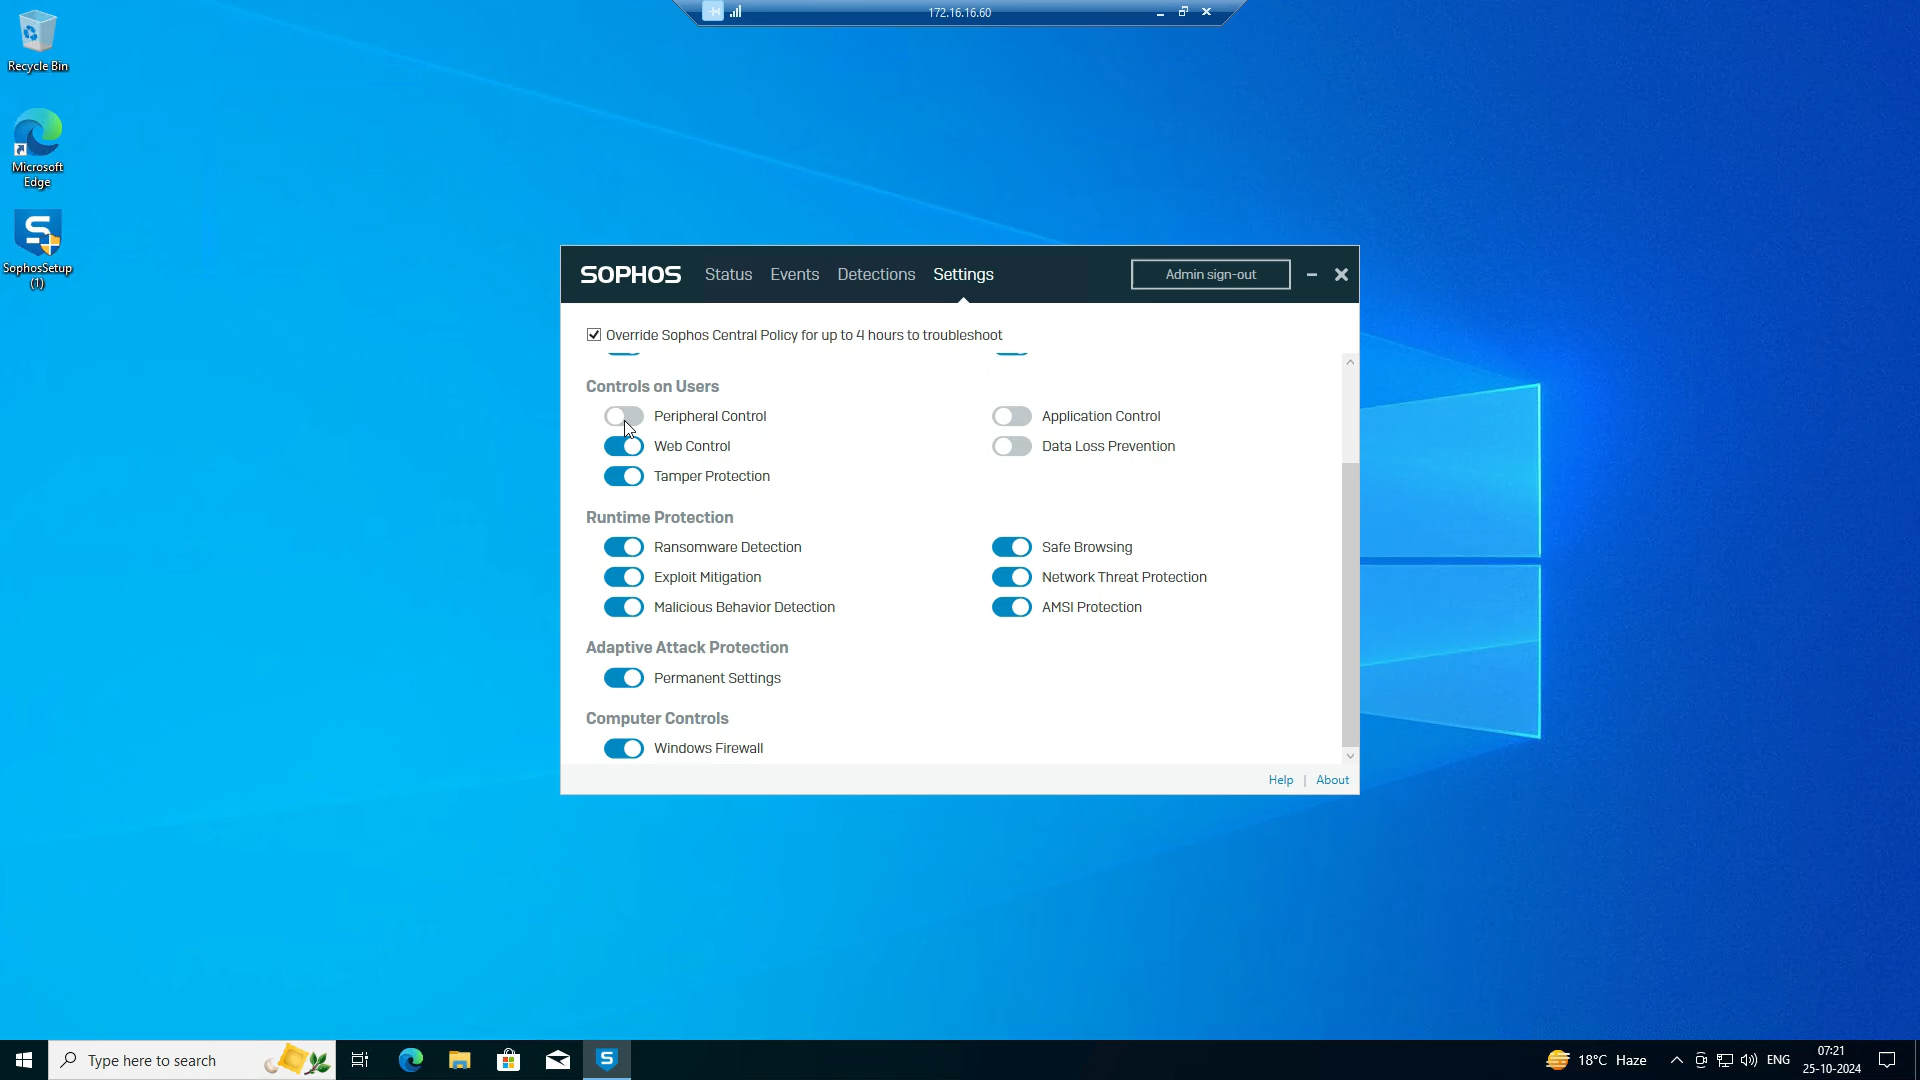 172.16.16.60
Recycle Bin
Microsoft
Edge
SophosSetup
(1)
SOPHOS Status Events Detections Settings Admin sign-out
Override Sophos Central Policy for up to 4 hours to troubleshoot
Controls on Users
Peripheral Control Application Control
Web Control Data Loss Prevention
Tamper Protection
Runtime Protection
Ransomware Detection Safe Browsing
Exploit Mitigation Network Threat Protection
Malicious Behavior Detection AMSI Protection
Adaptive Attack Protection
Permanent Settings
Computer Controls
Windows Firewall
Help | About
Type here to search
18°C Haze ENG 07:21
25-10-2024